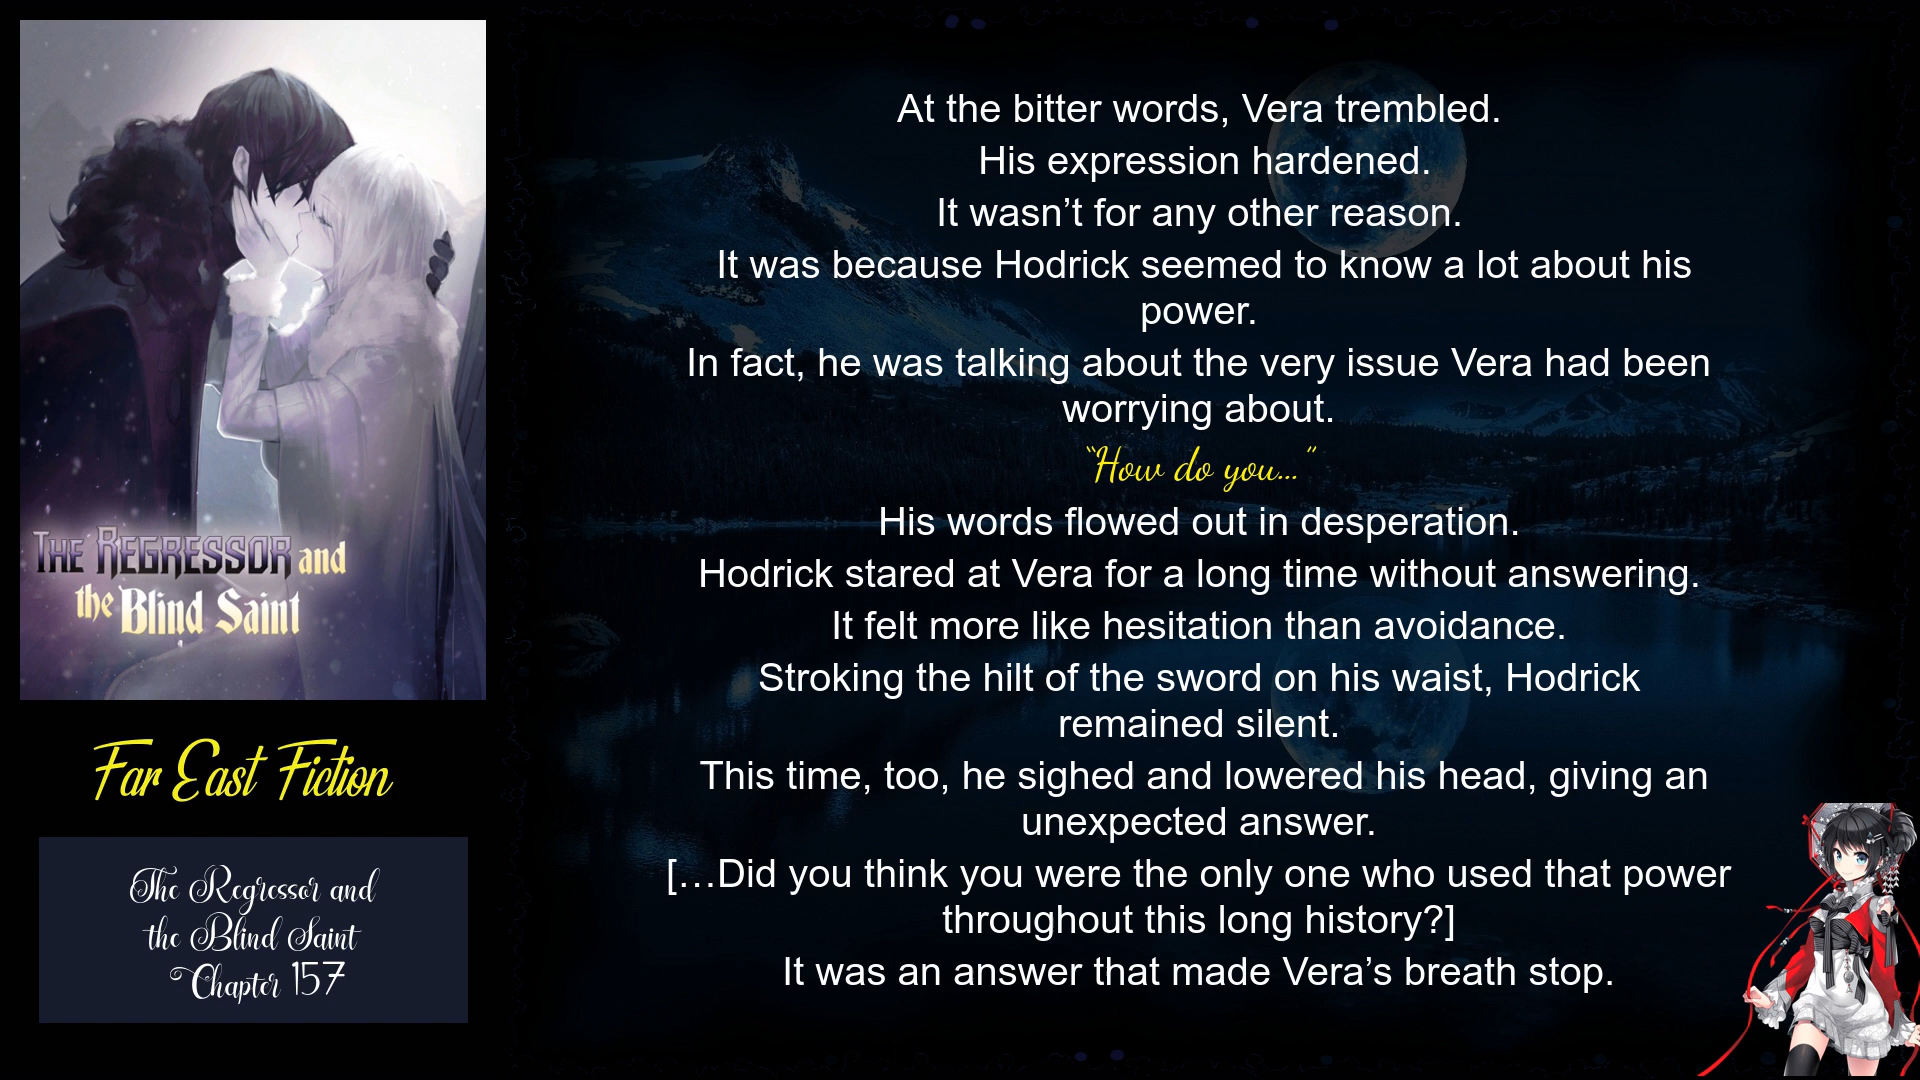 THE REGRESSOR and
the Blind Saint
Far East Fiction
The Regressor and
the Blind Saint
Chapter 157
At the bitter words, Vera trembled.
His expression hardened.
It wasn’t for any other reason.
It was because Hodrick seemed to know a lot about his
power.
In fact, he was talking about the very issue Vera had been
worrying about.
“How do you…”
His words flowed out in desperation.
Hodrick stared at Vera for a long time without answering.
It felt more like hesitation than avoidance.
Stroking the hilt of the sword on his waist, Hodrick
remained silent.
This time, too, he sighed and lowered his head, giving an
unexpected answer.
[…Did you think you were the only one who used that power
throughout this long history?]
It was an answer that made Vera’s breath stop.